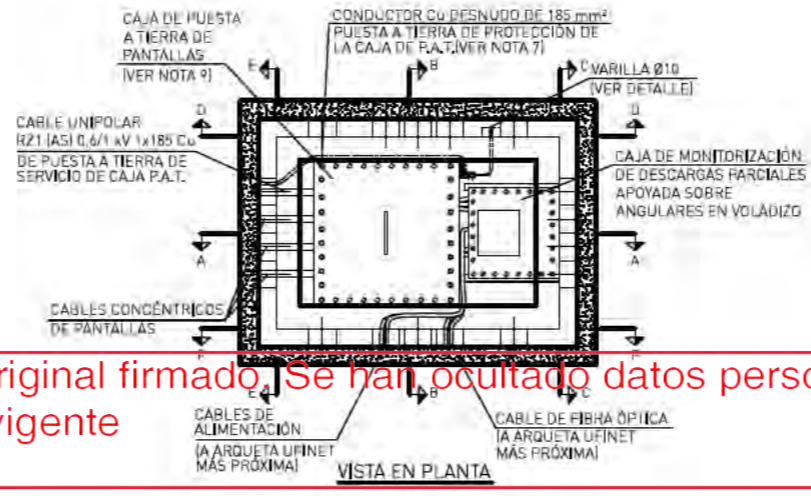 CAJA DE PUESTA
A TIERRA DE
PANTALLAS
(VER NOTA 9)
CONDUCTOR Cu DESNUDO DE 185 mm²
PUESTA A TIERRA DE PROTECCIÓN DE
LA CAJA DE P.A.T.(VER NOTA 7)
E
B
C
VARILLA Ø10
(VER DETALLE)
D
D
CABLE UNIPOLAR
RZ1 (AS) 0,6/1 kV 1x185 Cu
DE PUESTA A TIERRA DE
SERVICIO DE CAJA P.A.T.
CAJA DE MONITORIZACIÓN
DE DESCARGAS PARCIALES
APOYADA SOBRE
ANGULARES EN VOLADIZO
A
A
CABLES CONCÉNTRICOS
DE PANTALLAS
F
riginal firmado. Se han ocultado datos perso
vigente
E
B
C
CABLES DE
ALIMENTACIÓN
(A ARQUETA UFINET
MÁS PRÓXIMA)
CABLE DE FIBRA ÓPTICA
(A ARQUETA UFINET
MÁS PRÓXIMA)
VISTA EN PLANTA